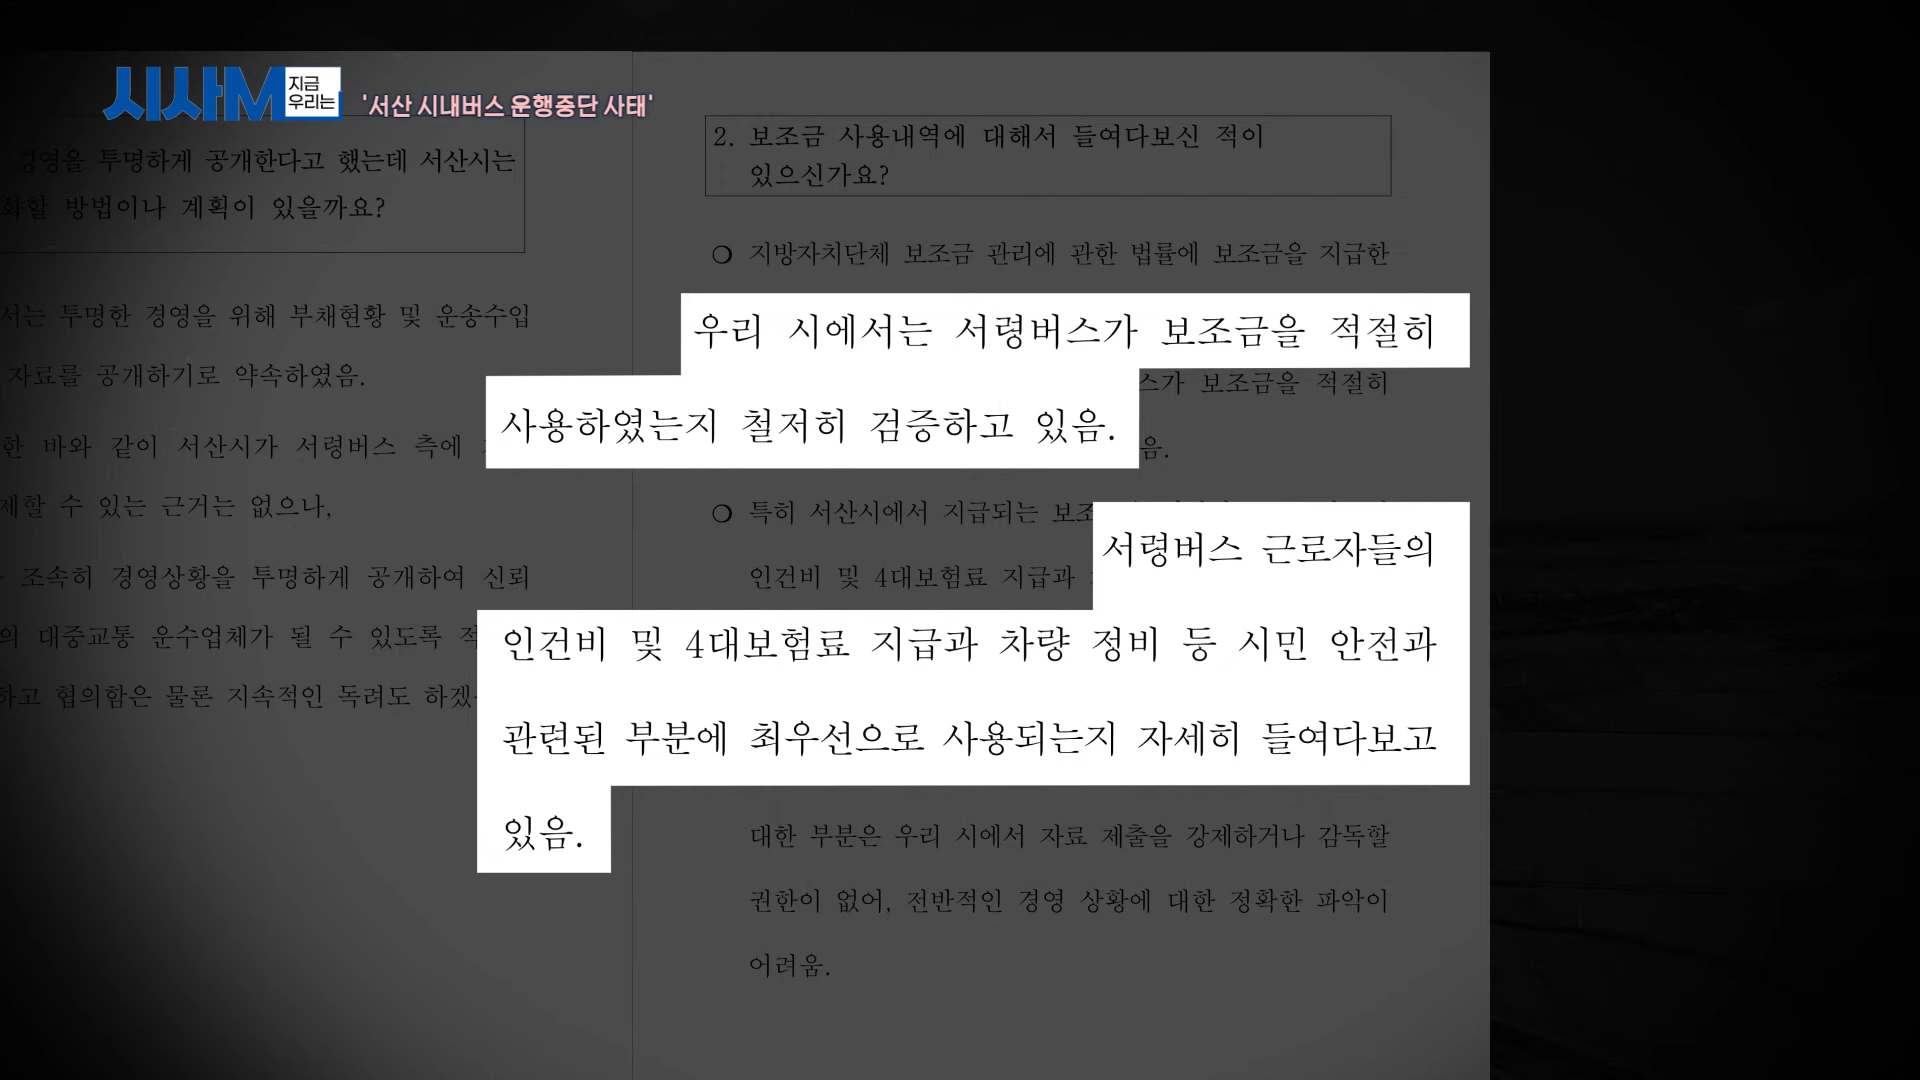 시사M 지금
우리는
'서산 시내버스 운행중단 사태'
경영을 투명하게 공개한다고 했는데 서산시는
화할 방법이나 계획이 있을까요?
서는 투명한 경영을 위해 부채현황 및 운송수입
자료를 공개하기로 약속하였음.
한 바와 같이 서산시가 서령버스 측에
제할 수 있는 근거는 없으나,
조속히 경영상황을 투명하게 공개하여 신뢰
의 대중교통 운수업체가 될 수 있도록 적
하고 협의함은 물론 지속적인 독려도 하겠
2. 보조금 사용내역에 대해서 들여다보신 적이
있으신가요?
❍ 지방자치단체 보조금 관리에 관한 법률에 보조금을 지급한
우리 시에서는 서령버스가 보조금을 적절히
스가 보조금을 적절히
사용하였는지 철저히 검증하고 있음.
음.
❍ 특히 서산시에서 지급되는 보조
서령버스 근로자들의
인건비 및 4대보험료 지급과
인건비 및 4대보험료 지급과 차량 정비 등 시민 안전과
관련된 부분에 최우선으로 사용되는지 자세히 들여다보고
있음.
대한 부분은 우리 시에서 자료 제출을 강제하거나 감독할
권한이 없어, 전반적인 경영 상황에 대한 정확한 파악이
어려움.